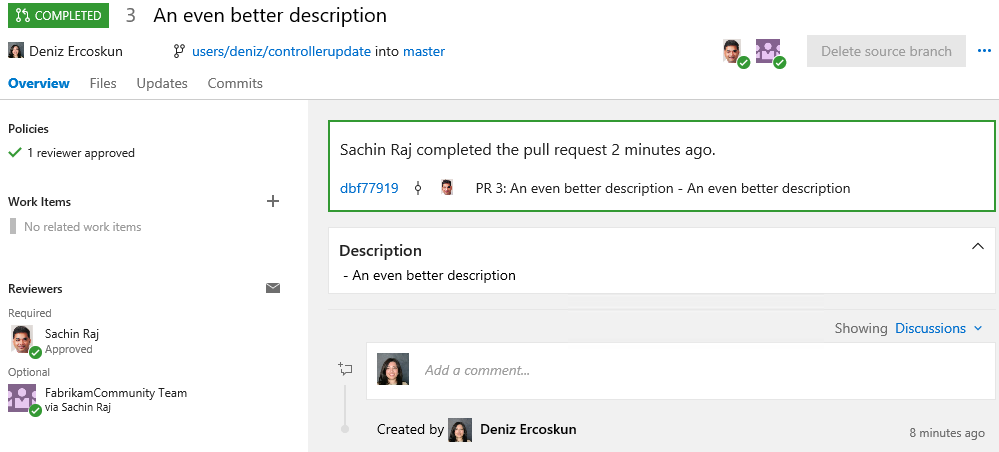 COMPLETED 3 An even better description
Deniz Ercoskun users/deniz/controllerupdate into master Delete source branch
Overview Files Updates Commits
Policies
1 reviewer approved
Work Items
No related work items
Reviewers
Required
Sachin Raj
Approved
Optional
FabrikamCommunity Team
via Sachin Raj
Sachin Raj completed the pull request 2 minutes ago.
dbf77919 PR 3: An even better description - An even better description
Description
- An even better description
Showing Discussions
Add a comment...
Created by Deniz Ercoskun 8 minutes ago